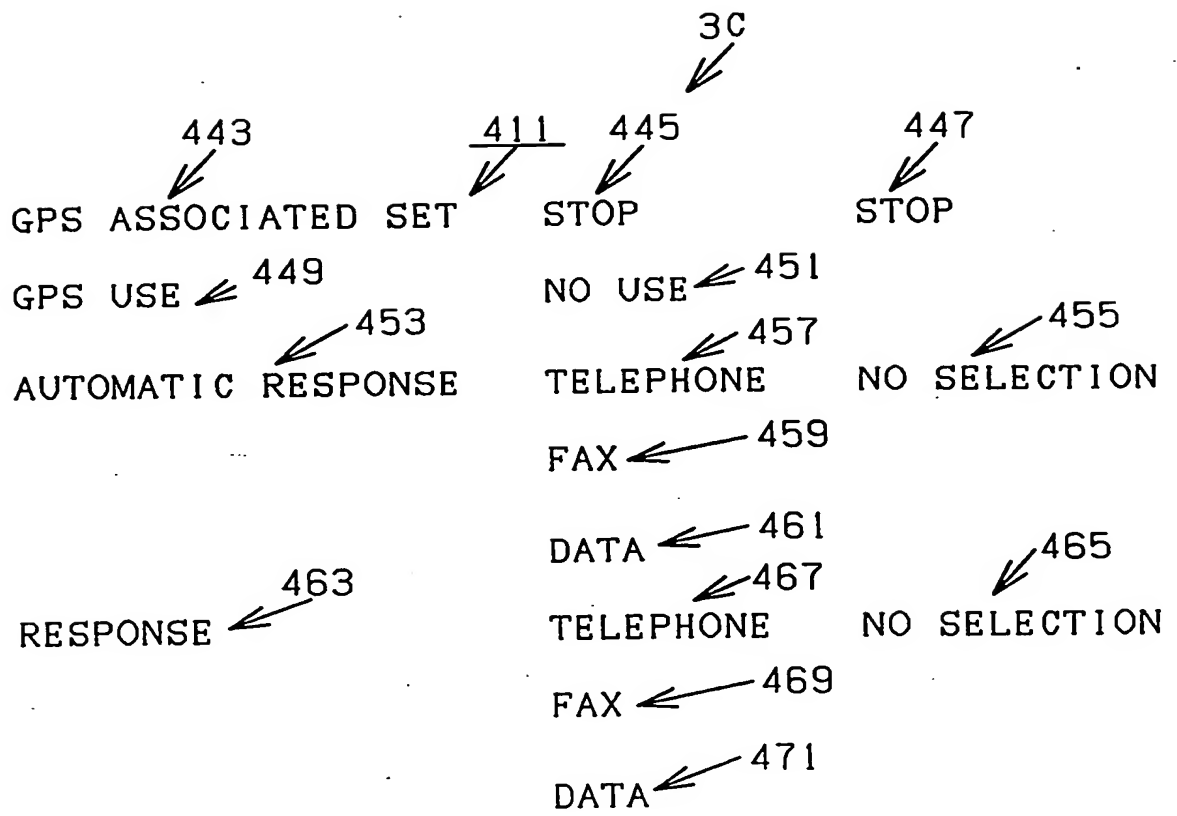 3C
443 411 445 447
GPS ASSOCIATED SET STOP STOP
GPS USE 449 NO USE 451
453 457 455
AUTOMATIC RESPONSE TELEPHONE NO SELECTION
FAX 459
DATA 461 465
463 467
RESPONSE TELEPHONE NO SELECTION
FAX 469
DATA 471